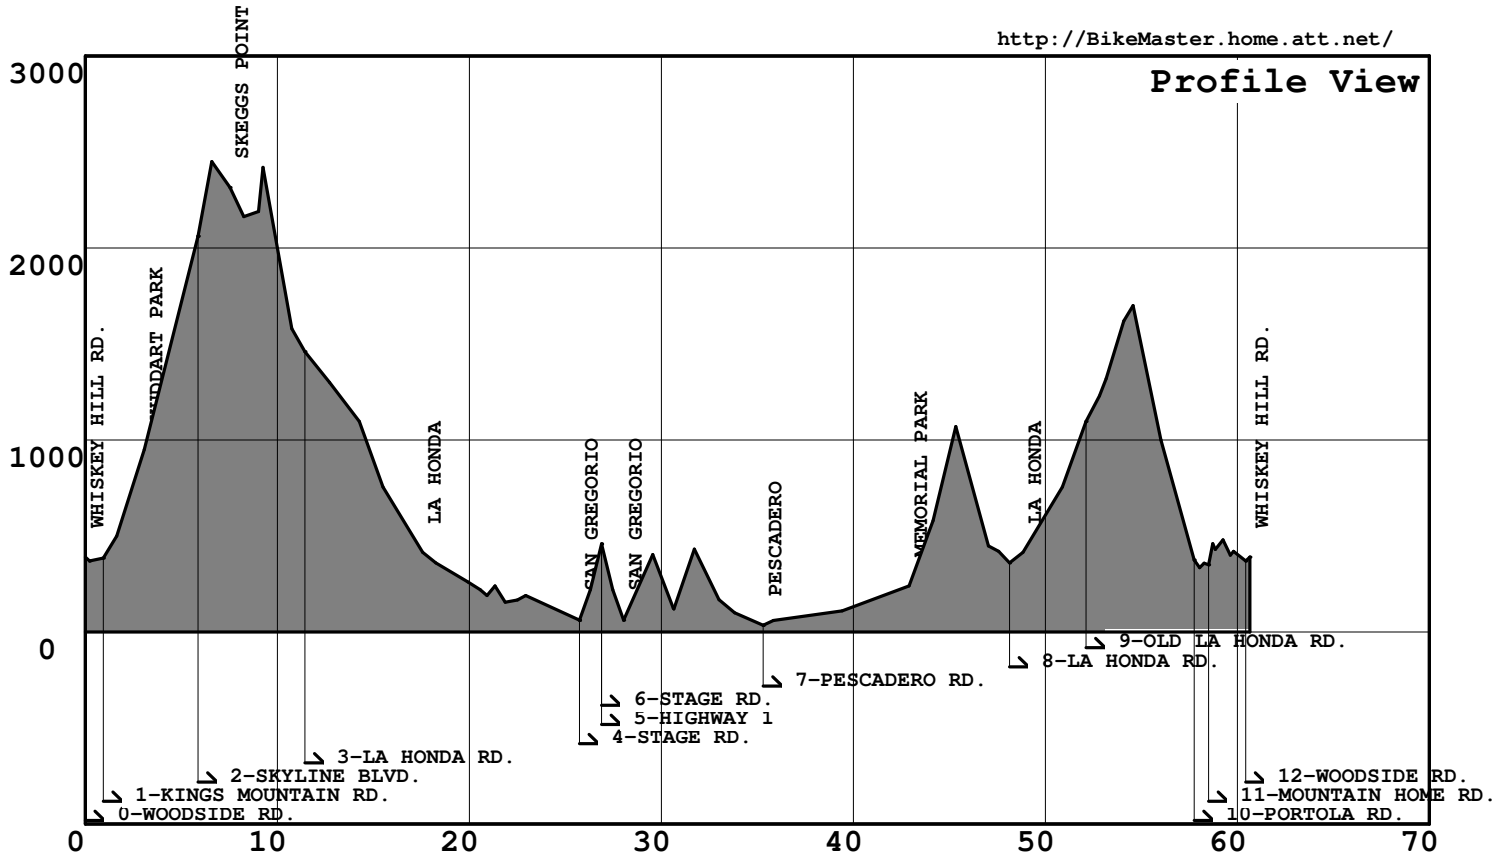 http://BikeMaster.home.att.net/
Profile View
3000
2000
1000
0
WHISKEY HILL RD.
HUDDART PARK
SKEGGS POINT
LA HONDA
SAN GREGORIO
SAN GREGORIO
PESCADERO
MEMORIAL PARK
LA HONDA
WHISKEY HILL RD.
9-OLD LA HONDA RD.
8-LA HONDA RD.
7-PESCADERO RD.
6-STAGE RD.
5-HIGHWAY 1
4-STAGE RD.
3-LA HONDA RD.
2-SKYLINE BLVD.
12-WOODSIDE RD.
1-KINGS MOUNTAIN RD.
11-MOUNTAIN HOME RD.
0-WOODSIDE RD.
10-PORTOLA RD.
0 10 20 30 40 50 60 70